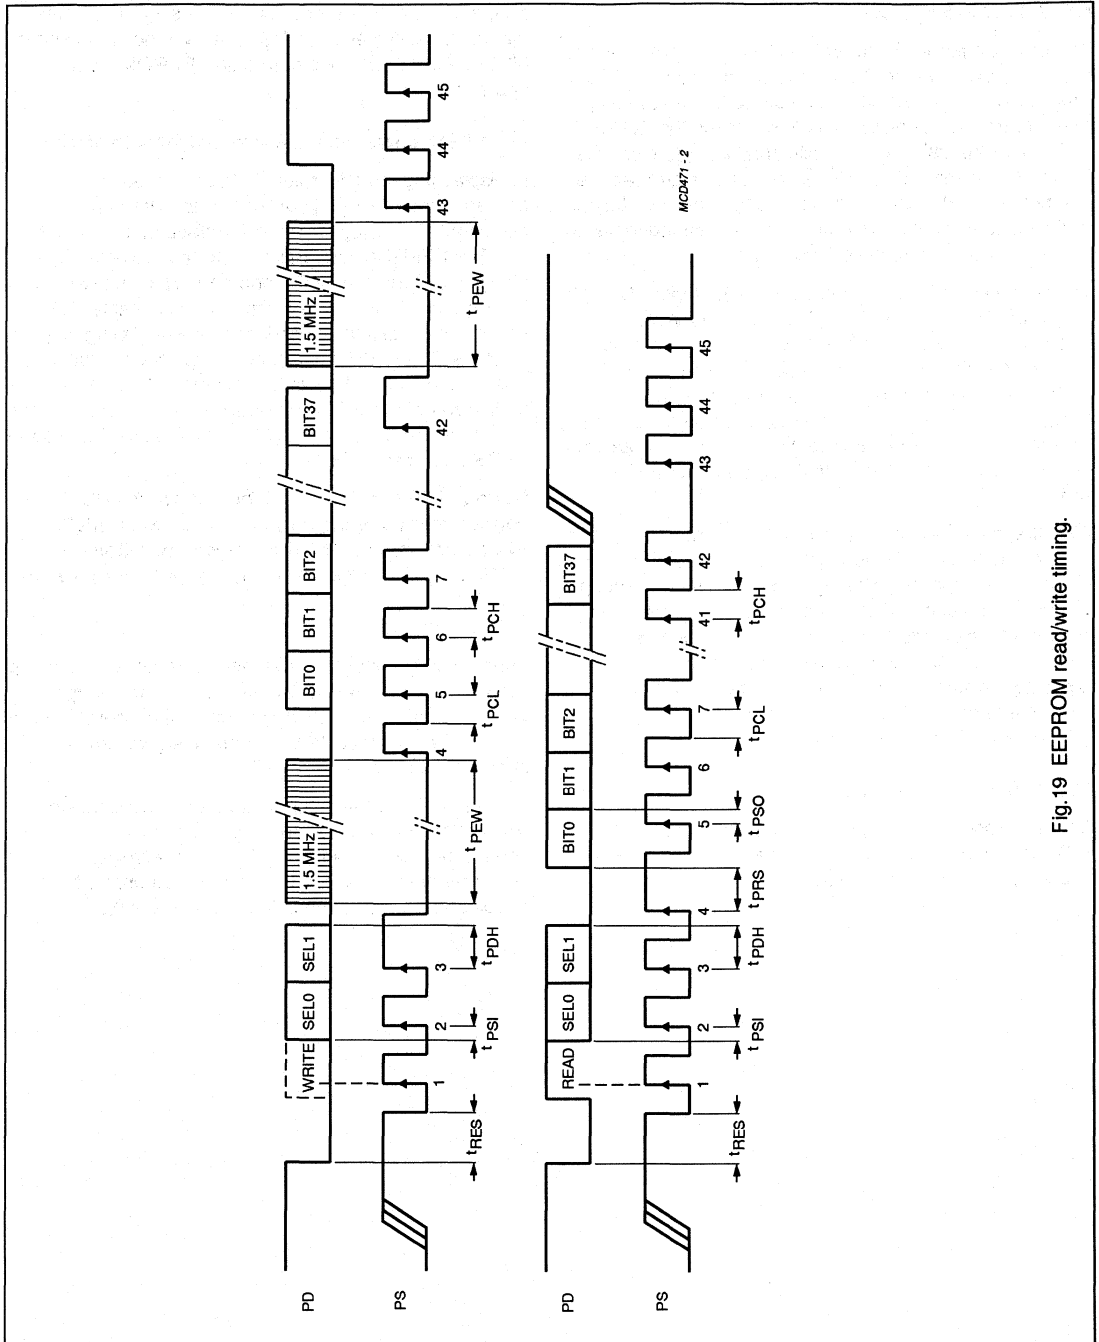 PD
WRITE SEL0 SEL1 1.5 MHz BIT0 BIT1 BIT2 BIT37 1.5 MHz
PS
1 2 3 4 5 6 7 42 43 44 45
tRES tPSI tPDH tPEW tPCL tPCH tPEW
PD
READ SEL0 SEL1 BIT0 BIT1 BIT2 BIT37
PS
1 2 3 4 5 6 7 41 42 43 44 45
tRES tPSI tPDH tPRS tPSO tPCL tPCH
MCD471 - 2
Fig.19 EEPROM read/write timing.